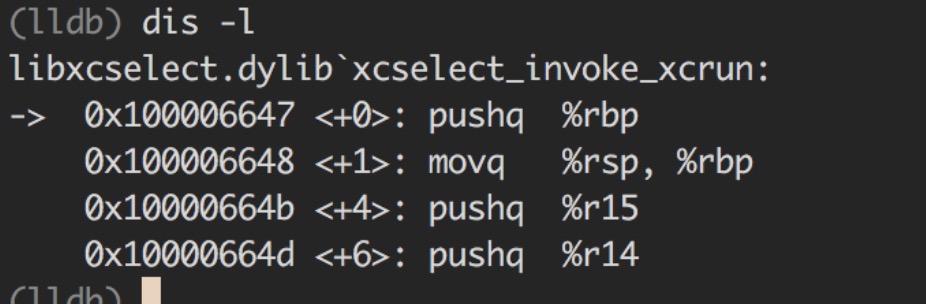 (lldb) dis -l
libxcselect.dylib`xcselect_invoke_xcrun:
->  0x100006647 <+0>: pushq  %rbp
    0x100006648 <+1>: movq   %rsp, %rbp
    0x10000664b <+4>: pushq  %r15
    0x10000664d <+6>: pushq  %r14
(lldb)